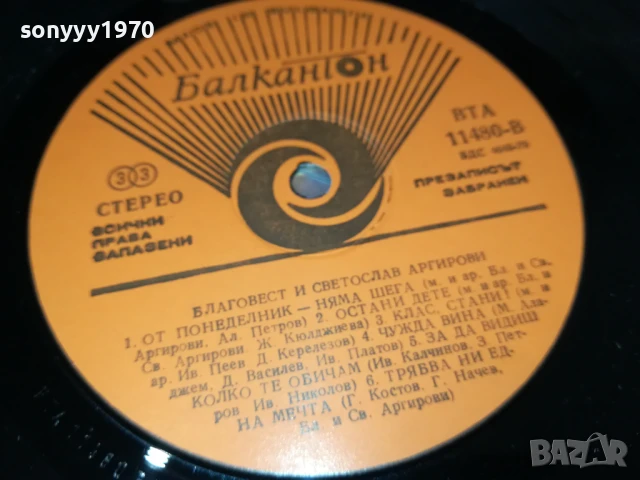 sonyyy1970
Балкантон
ВТА
11480-В
33
СТЕРЕО
ВСИЧКИ
ПРАВА
ЗАПАЗЕНИ
ПРЕЗАПИСЪТ
ЗАБРАНЕН
БЛАГОВЕСТ И СВЕТОСЛАВ АРГИРОВИ
1. ОТ ПОНЕДЕЛНИК — НЯМА ШЕГА (м. и ар. Бл. и Св.
Аргирови, Ал. Петров) 2. ОСТАНИ ДЕТЕ (м. и ар. Бл. и
Св. Аргирови Ж. Кюлджиева) 3. КЛАС, СТАНИ! (м. и
ар. Ив. Пеев Д. Керелезов) 4. ЧУЖДА ВИНА (М. Алад-
джем, Д. Василев, Ив. Платов) 5. ЗА ДА ВИДИШ
КОЛКО ТЕ ОБИЧАМ (Ив. Калчинов, З. Пет-
ров Ив. Николов) 6. ТРЯБВА НИ ЕД-
НА МЕЧТА (Г. Костов, Г. Начев,
Бл. и Св. Аргирови)
BAZAR.bg